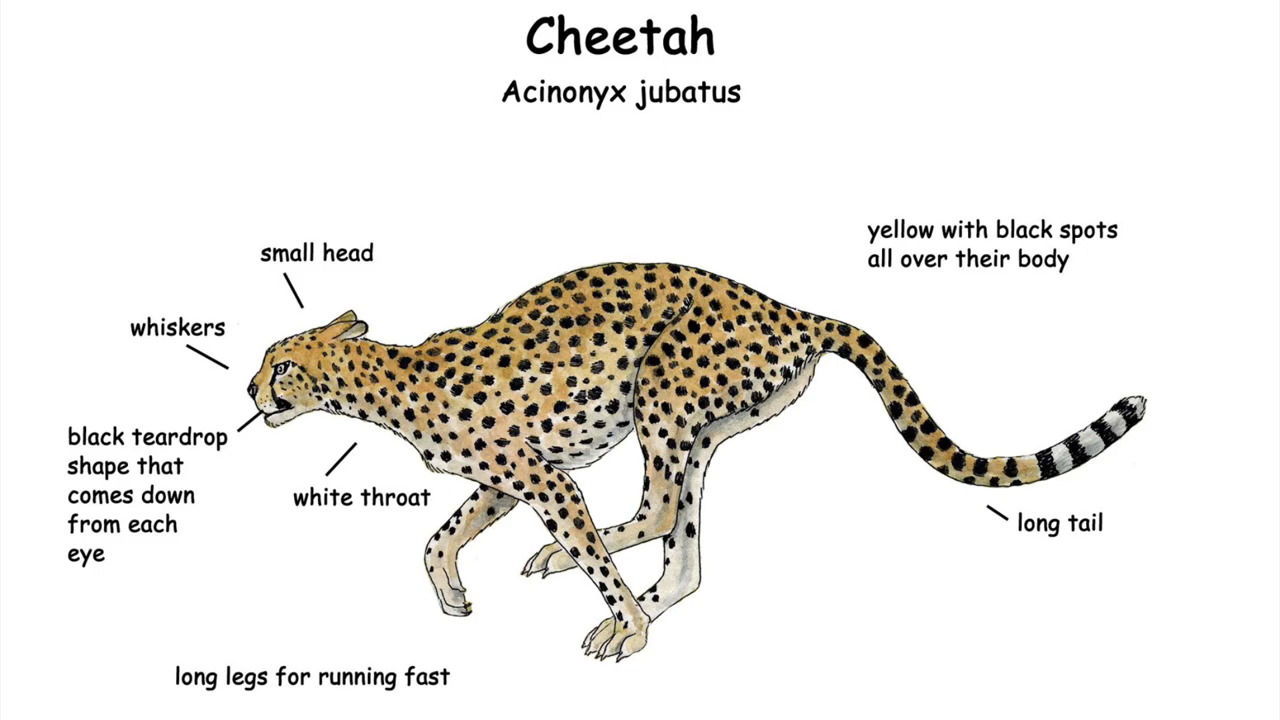 Cheetah
Acinonyx jubatus
yellow with black spots
all over their body
small head
whiskers
black teardrop
shape that
comes down
from each
eye
white throat
long tail
long legs for running fast